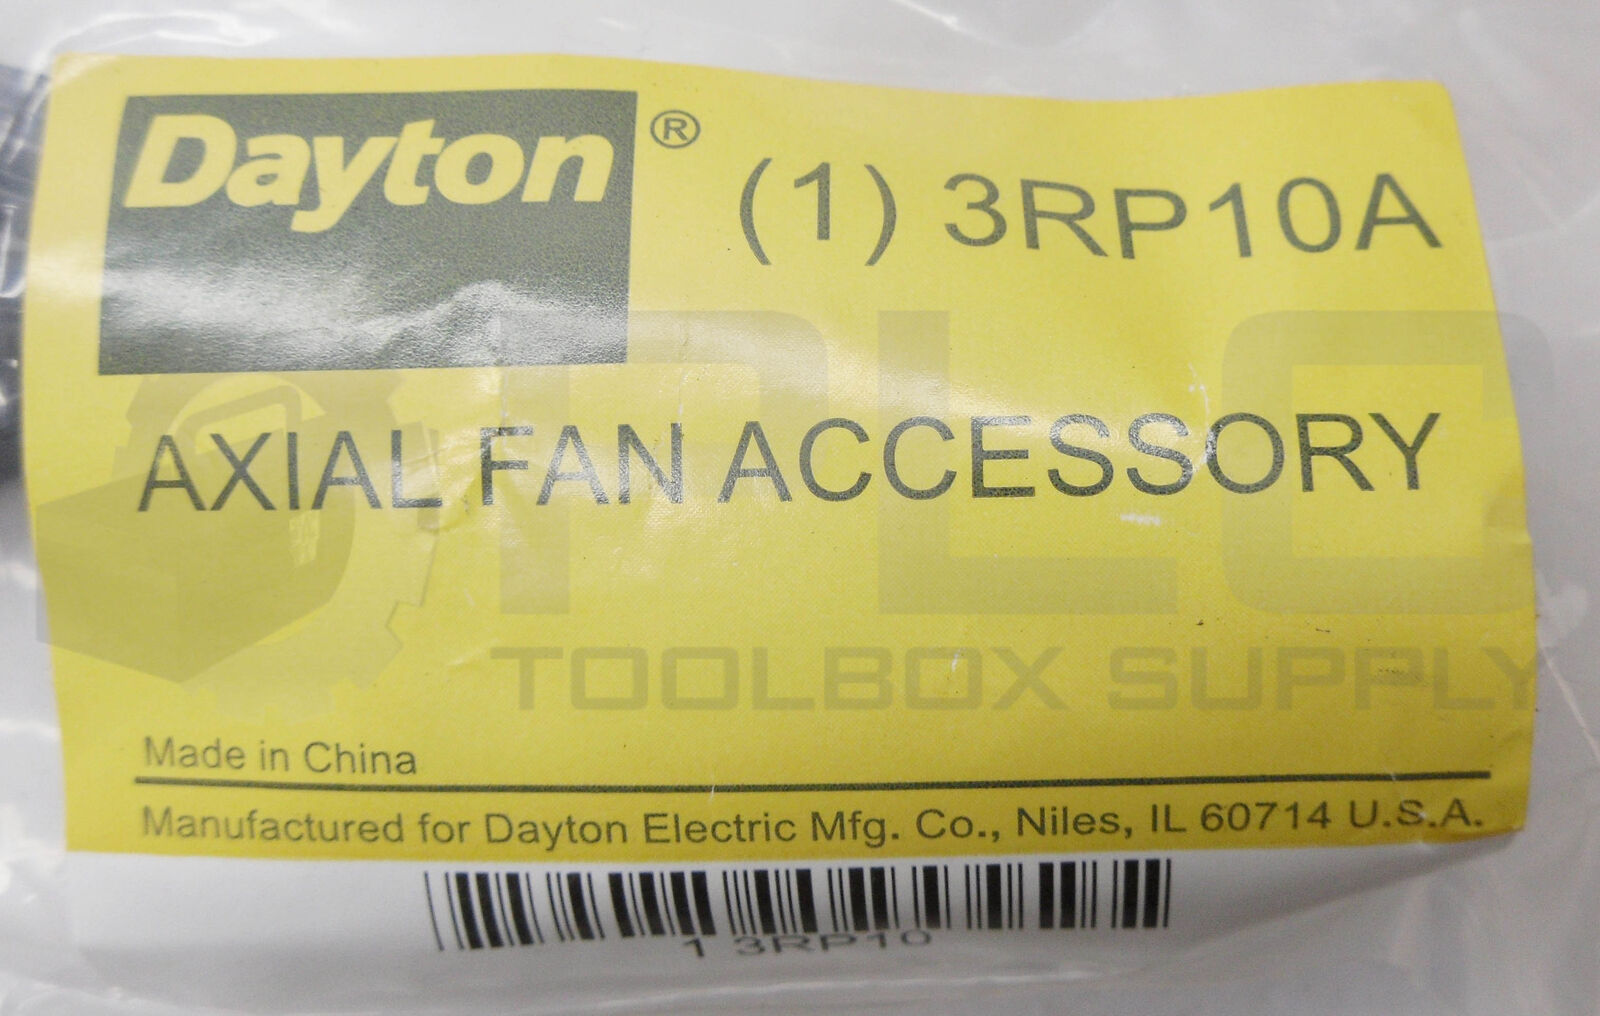 Dayton ®
(1) 3RP10A
PLC
AXIAL FAN ACCESSORY
TOOLBOX SUPPLY
Made in China
Manufactured for Dayton Electric Mfg. Co., Niles, IL 60714 U.S.A.
1 3RP10